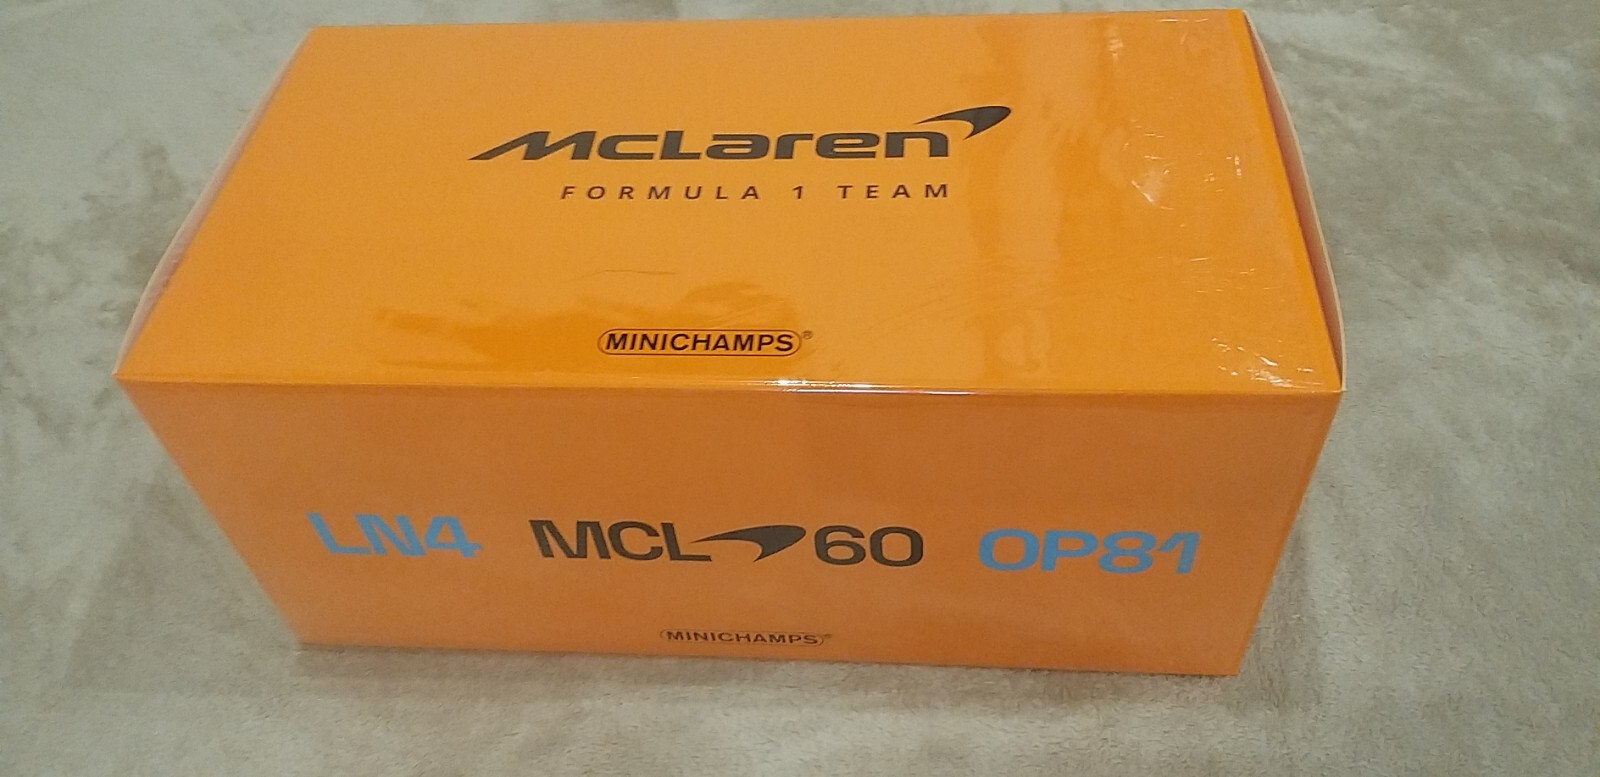 McLaren
FORMULA 1 TEAM
MINICHAMPS®
LN4 MCL60 OP81
MINICHAMPS®